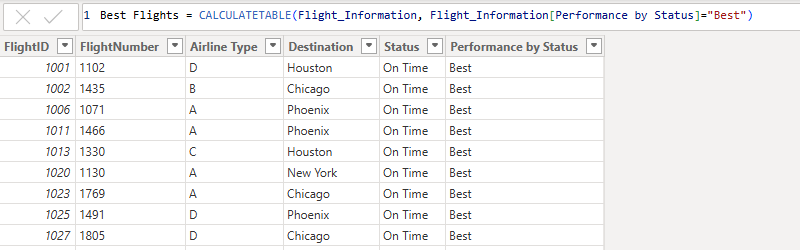 1 Best Flights = CALCULATETABLE(Flight_Information, Flight_Information[Performance by Status]="Best")
FlightID FlightNumber Airline Type Destination Status Performance by Status
1001 1102 D Houston On Time Best
1002 1435 B Chicago On Time Best
1006 1071 A Phoenix On Time Best
1011 1466 A Phoenix On Time Best
1013 1330 C Houston On Time Best
1020 1130 A New York On Time Best
1023 1769 A Chicago On Time Best
1025 1491 D Phoenix On Time Best
1027 1805 D Chicago On Time Best